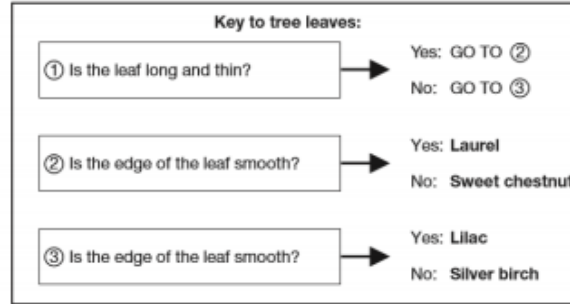 Key to tree leaves:
① Is the leaf long and thin?
Yes: GO TO ②
No: GO TO ③
② Is the edge of the leaf smooth?
Yes: Laurel
No: Sweet chestnut
③ Is the edge of the leaf smooth?
Yes: Lilac
No: Silver birch